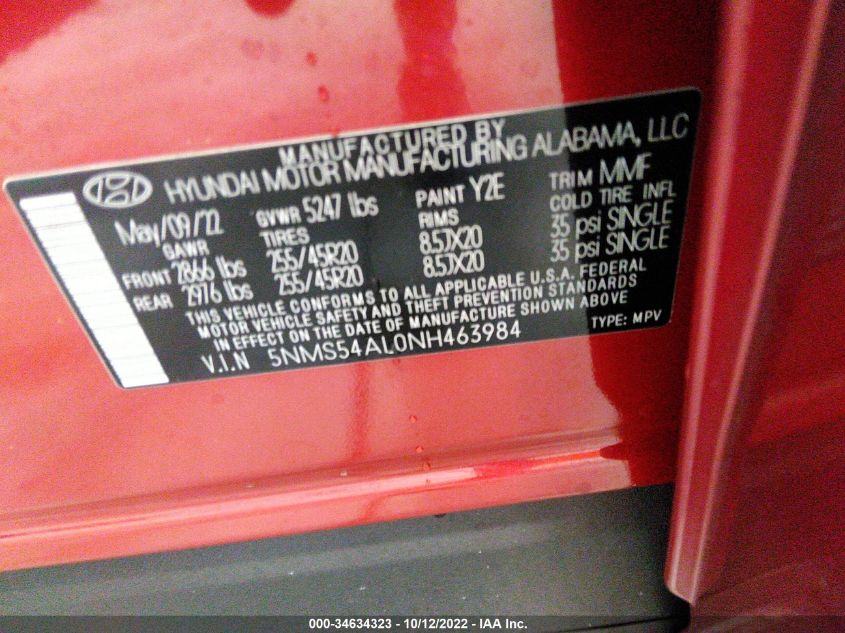 MANUFACTURED BY
HYUNDAI MOTOR MANUFACTURING ALABAMA, LLC
May/09/22 GVWR 5247 lbs PAINT Y2E TRIM MMF
GAWR TIRES RIMS COLD TIRE INFL
FRONT 2866 lbs 255/45R20 8.5JX20 35 psi SINGLE
REAR 2976 lbs 255/45R20 8.5JX20 35 psi SINGLE
THIS VEHICLE CONFORMS TO ALL APPLICABLE U.S.A. FEDERAL
MOTOR VEHICLE SAFETY AND THEFT PREVENTION STANDARDS
IN EFFECT ON THE DATE OF MANUFACTURE SHOWN ABOVE
V.I.N 5NMS54AL0NH463984 TYPE: MPV
000-34634323 - 10/12/2022 - IAA Inc.